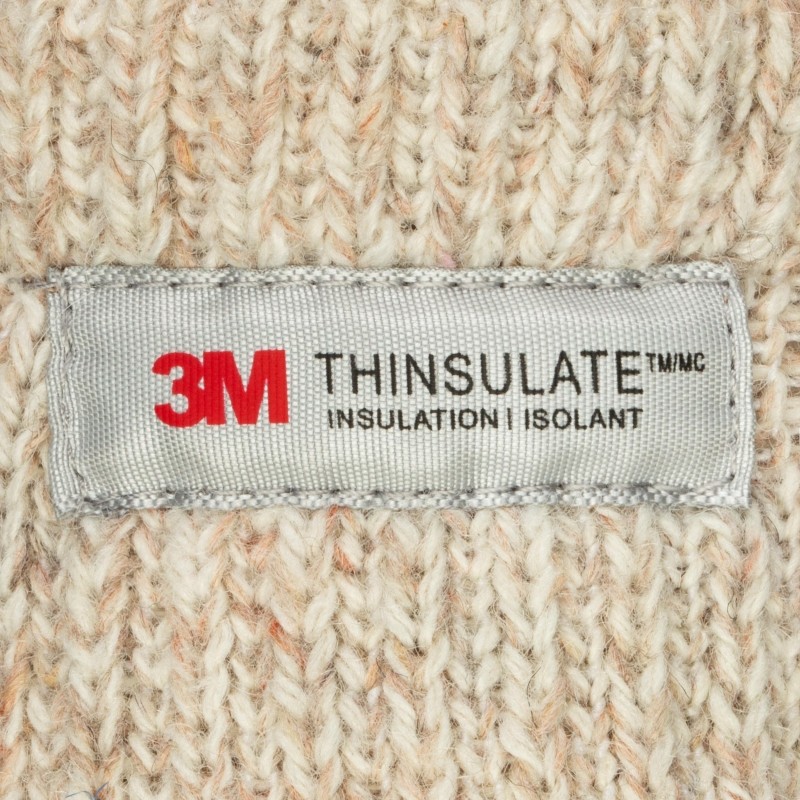 3M THINSULATE™/MC
INSULATION | ISOLANT